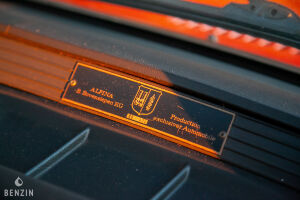 ALPINA
B. Bovensiepen KG
Produktion
exclusiver Automobile
BENZIN